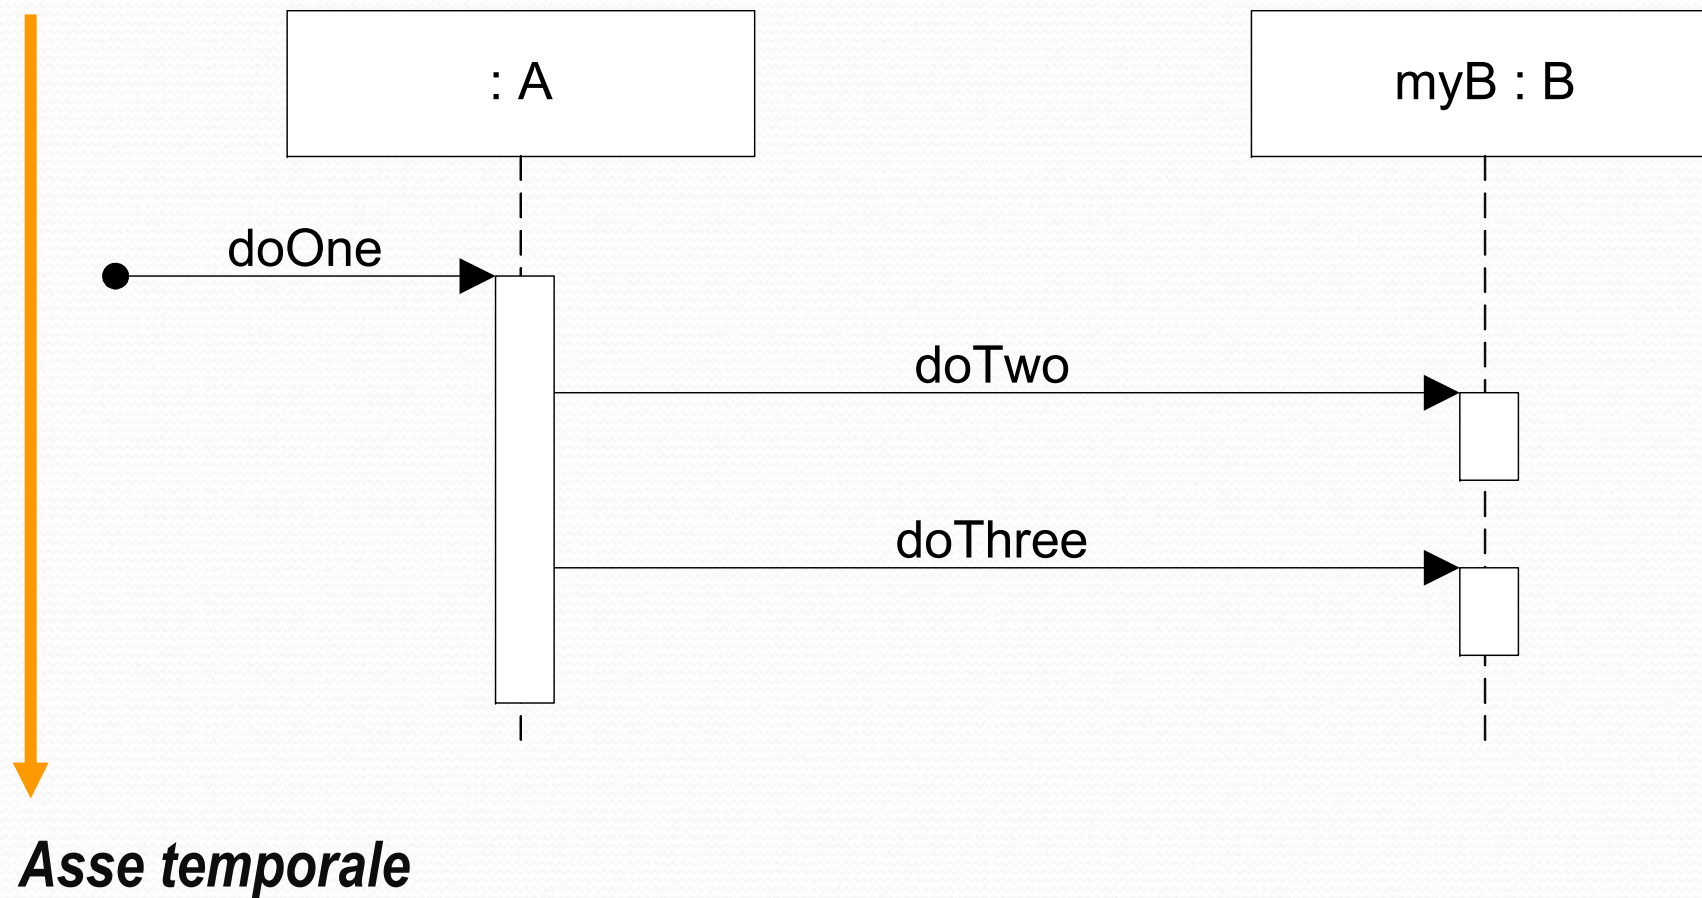 : A
myB : B
doOne
doTwo
doThree
Asse temporale